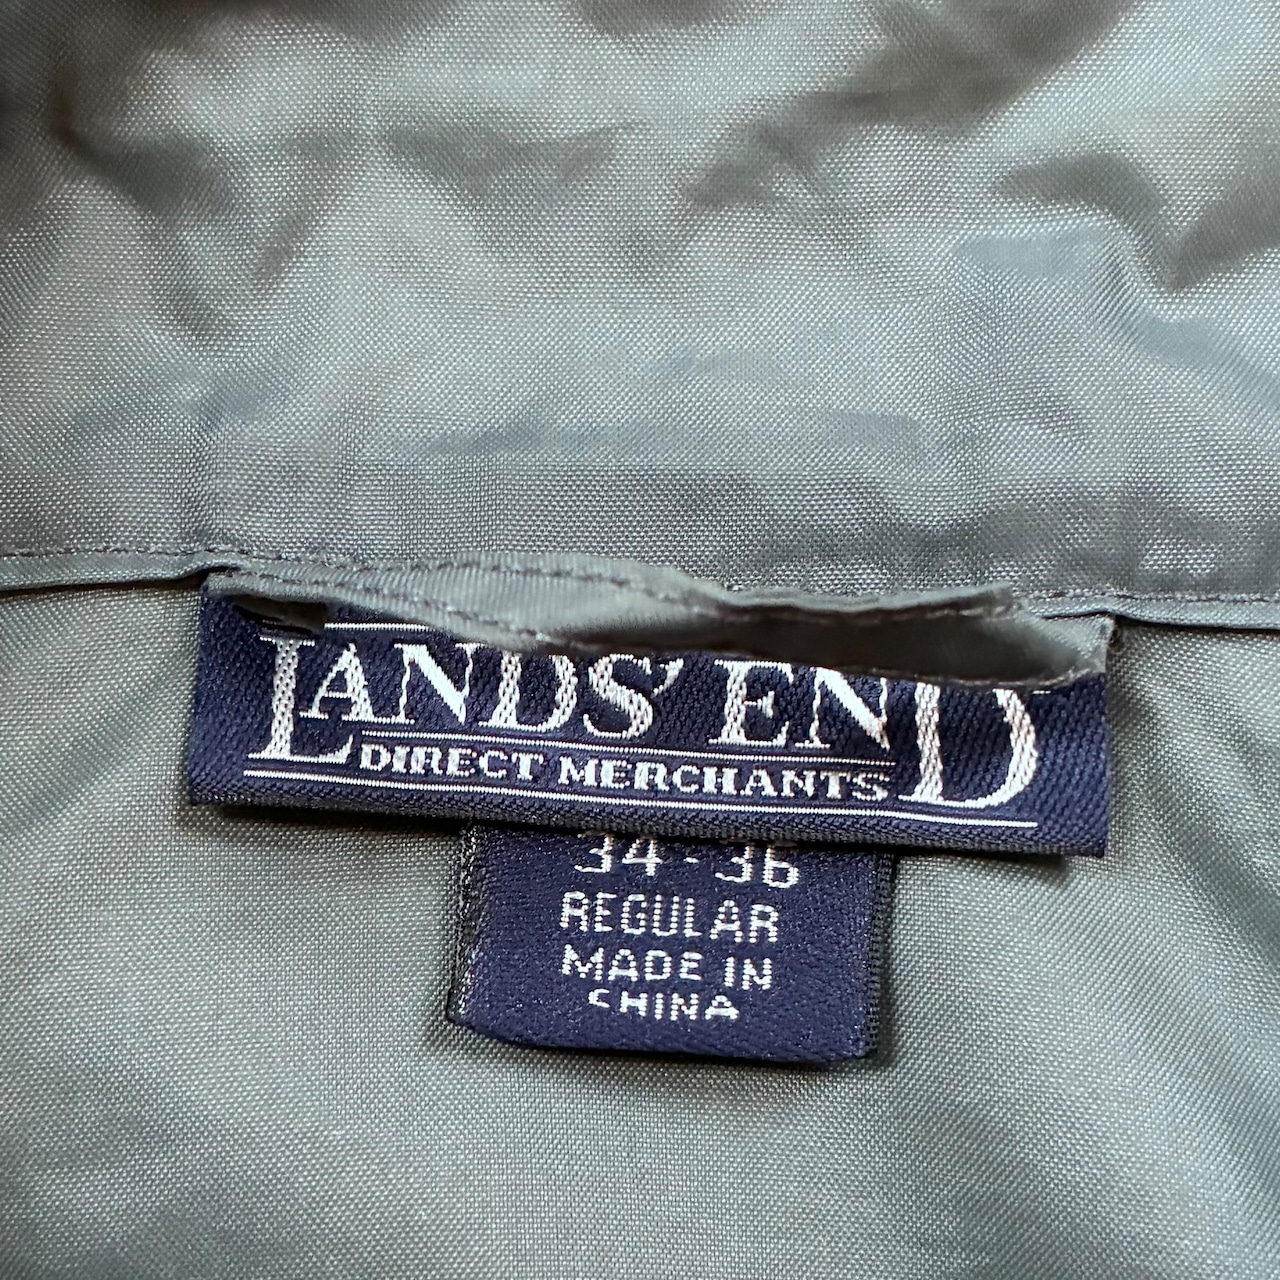 LANDS' END
DIRECT MERCHANTS
34-36
REGULAR
MADE IN
CHINA